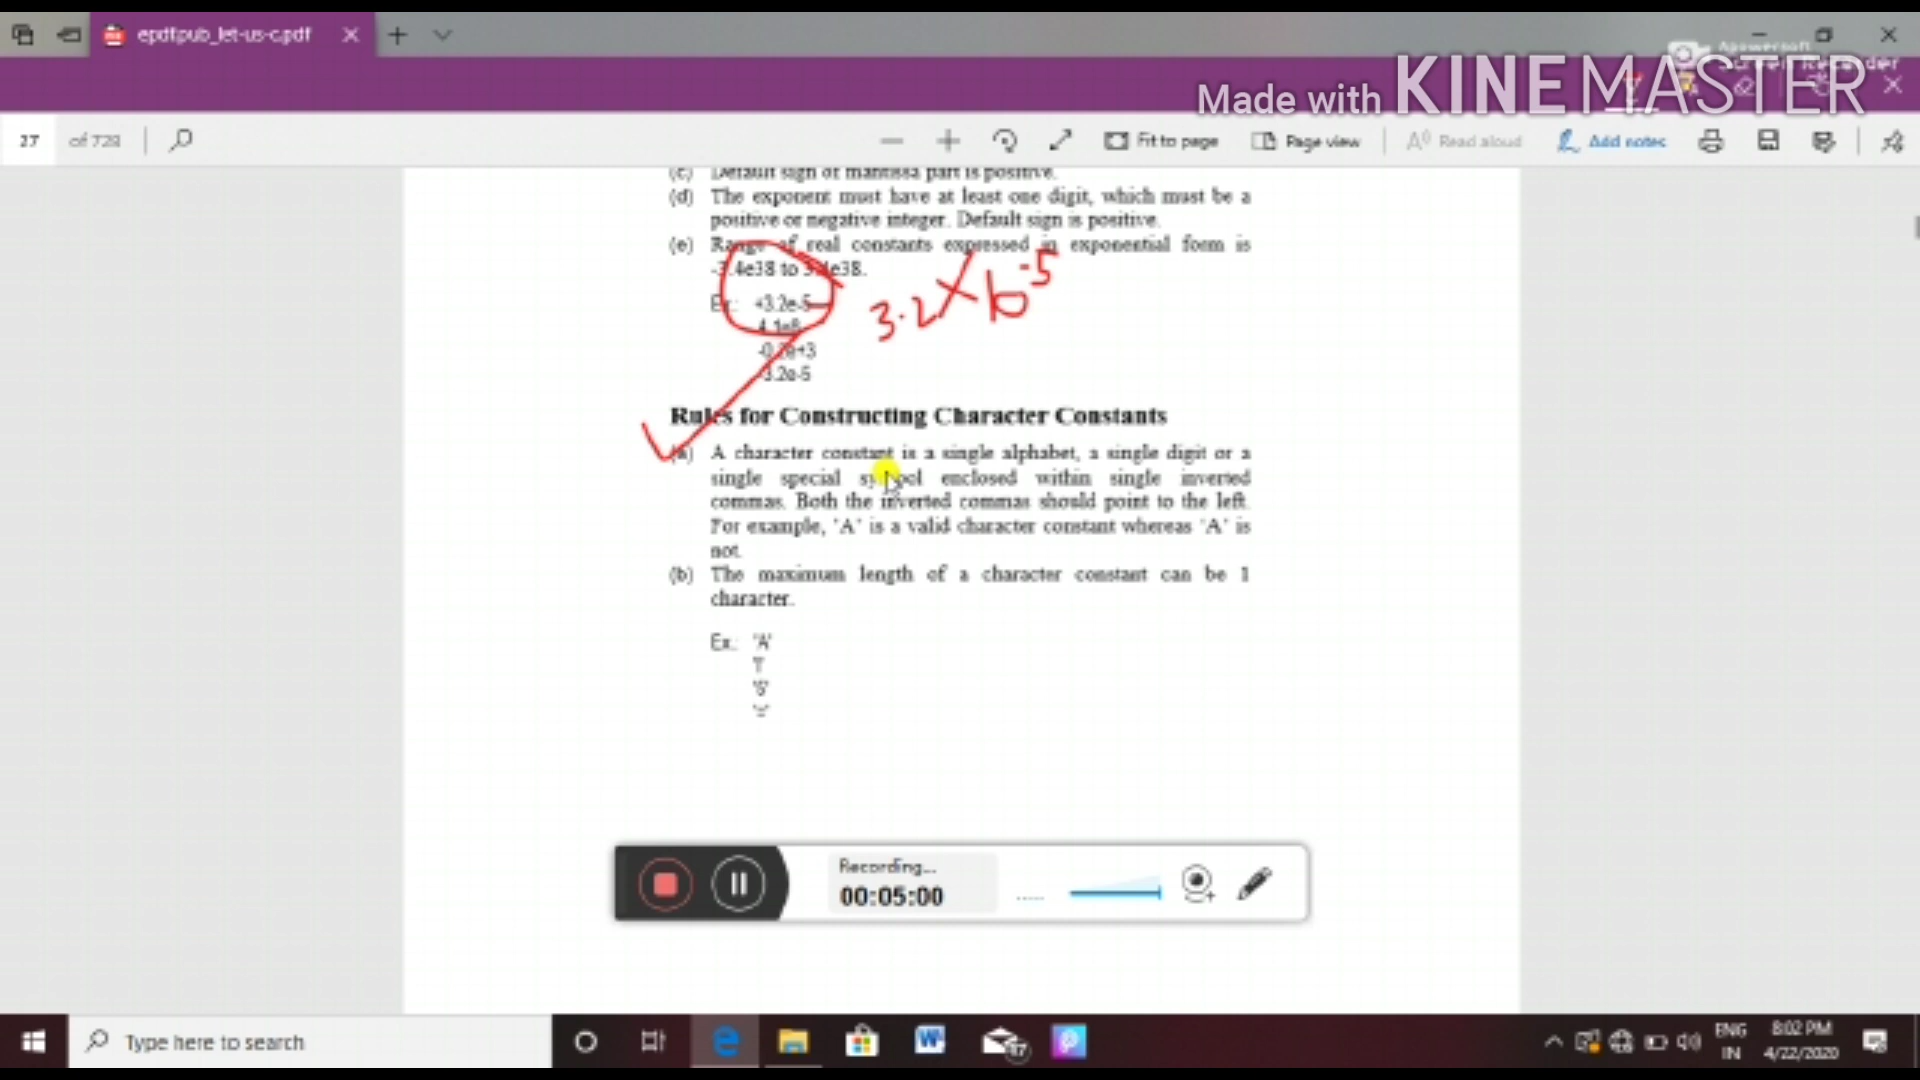 epdf.pub_let-us-c.pdf
Apowersoft
Screen Recorder
Made with KINEMASTER
27 of 728
Fit to page
Page view
Read aloud
Add notes
(c) Default sign of mantissa part is positive.
(d) The exponent must have at least one digit, which must be a
positive or negative integer. Default sign is positive.
(e) Range of real constants expressed in exponential form is
-3.4e38 to 3.4e38.
Ex.: +3.2e-5
4.1e8
-0.2e+3
-3.2e-5
3.2 × 10-5
Rules for Constructing Character Constants
(a) A character constant is a single alphabet, a single digit or a
single special symbol enclosed within single inverted
commas. Both the inverted commas should point to the left.
For example, ’A’ is a valid character constant whereas ‘A’ is
not.
(b) The maximum length of a character constant can be 1
character.
Ex.: 'A'
'='
Recording...
00:05:00
Type here to search
ENG
IN
8:02 PM
4/22/2020